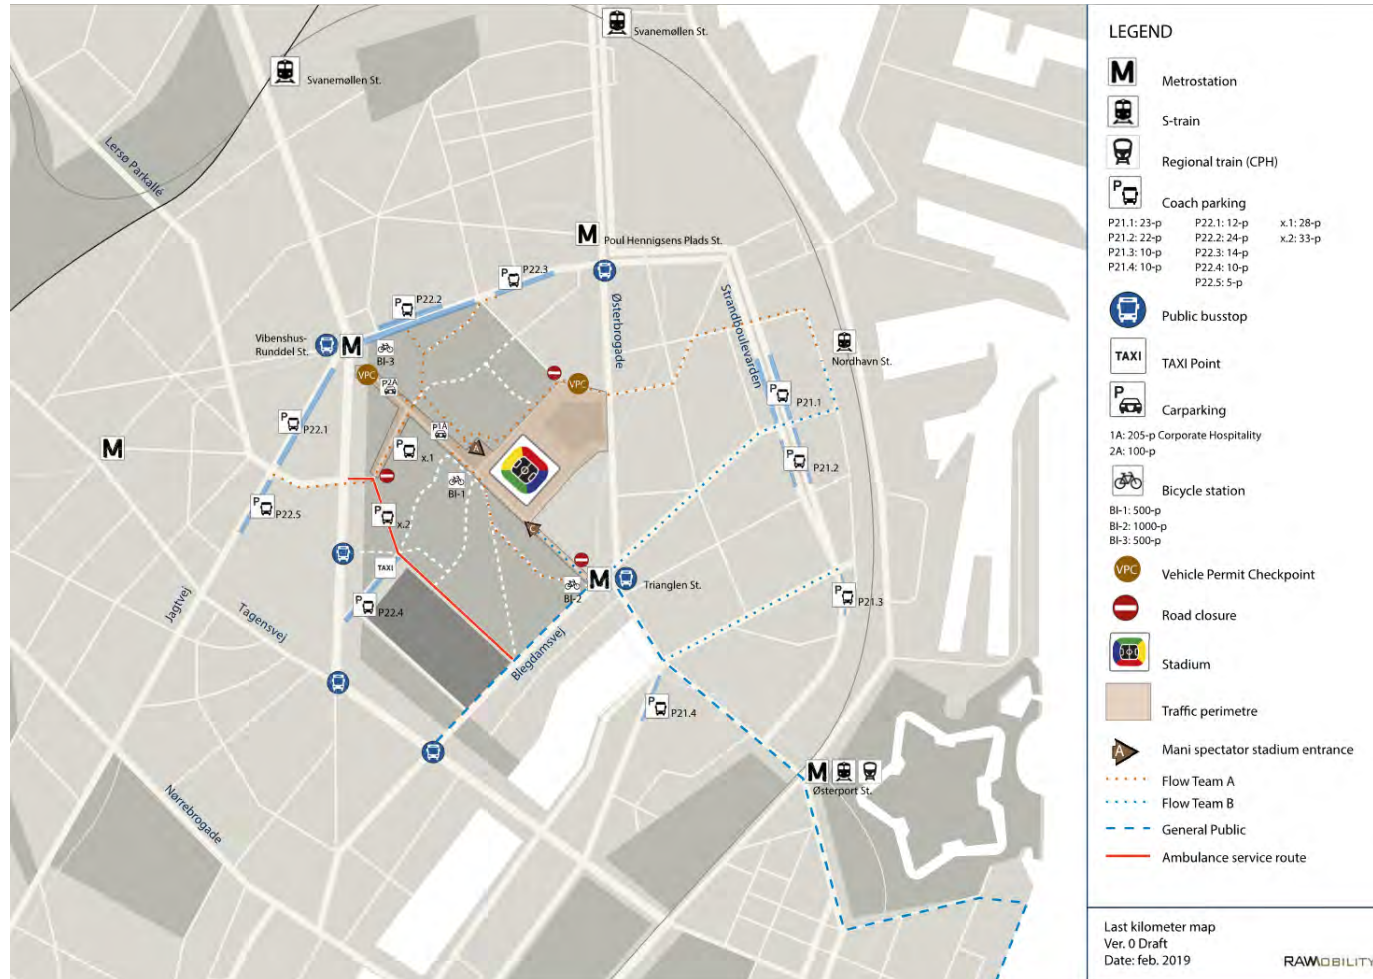 Svanemøllen St.
Svanemøllen St.
Lersø Parkallé
M
Poul Hennigsens Plads St.
P
P22.3
P
P22.2
Østerbrogade
Strandboulevarden
Vibenshus-
Runddel St.
M
BI-3
Nordhavn St.
VPC
P2A
VPC
P
P21.1
P
P22.1
P1A
A
M
P
x.1
P
P21.2
BI-1
P
P22.5
P
x.2
C
TAXI
M
Trianglen St.
BI-2
P
P22.4
P
P21.3
Jagtvej
Tagensvej
Blegdamsvej
P
P21.4
M
Østerport St.
Nørrebrogade
LEGEND
M
Metrostation
S-train
Regional train (CPH)
P
Coach parking
P21.1: 23-p P22.1: 12-p x.1: 28-p
P21.2: 22-p P22.2: 24-p x.2: 33-p
P21.3: 10-p P22.3: 14-p
P21.4: 10-p P22.4: 10-p
P22.5: 5-p
Public busstop
TAXI
TAXI Point
P
Carparking
1A: 205-p Corporate Hospitality
2A: 100-p
Bicycle station
BI-1: 500-p
BI-2: 1000-p
BI-3: 500-p
VPC
Vehicle Permit Checkpoint
Road closure
Stadium
Traffic perimetre
A
Mani spectator stadium entrance
Flow Team A
Flow Team B
General Public
Ambulance service route
Last kilometer map
Ver. 0 Draft
Date: feb. 2019
RAWMOBILITY